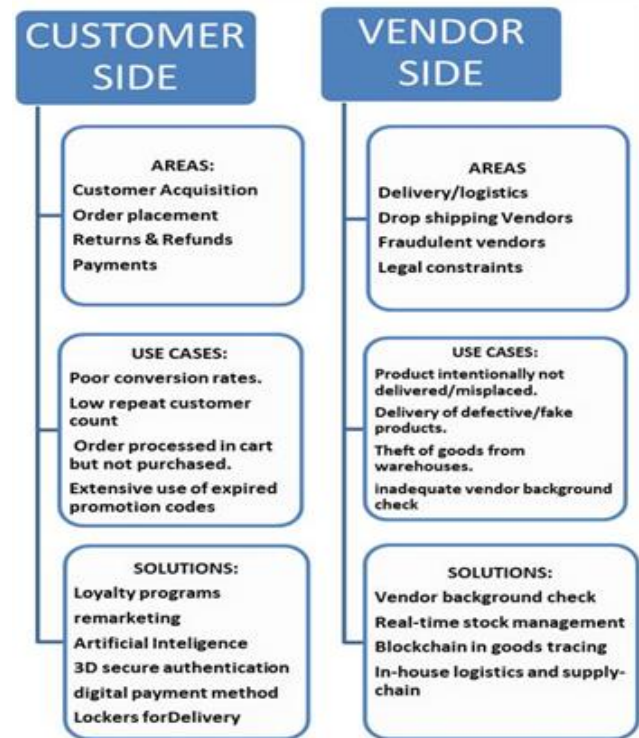 CUSTOMER
SIDE
AREAS:
Customer Acquisition
Order placement
Returns & Refunds
Payments
USE CASES:
Poor conversion rates.
Low repeat customer
count
Order processed in cart
but not purchased.
Extensive use of expired
promotion codes
SOLUTIONS:
Loyalty programs
remarketing
Artificial Inteligence
3D secure authentication
digital payment method
Lockers forDelivery
VENDOR
SIDE
AREAS
Delivery/logistics
Drop shipping Vendors
Fraudulent vendors
Legal constraints
USE CASES:
Product intentionally not
delivered/misplaced.
Delivery of defective/fake
products.
Theft of goods from
warehouses.
inadequate vendor background
check
SOLUTIONS:
Vendor background check
Real-time stock management
Blockchain in goods tracing
In-house logistics and supply-
chain